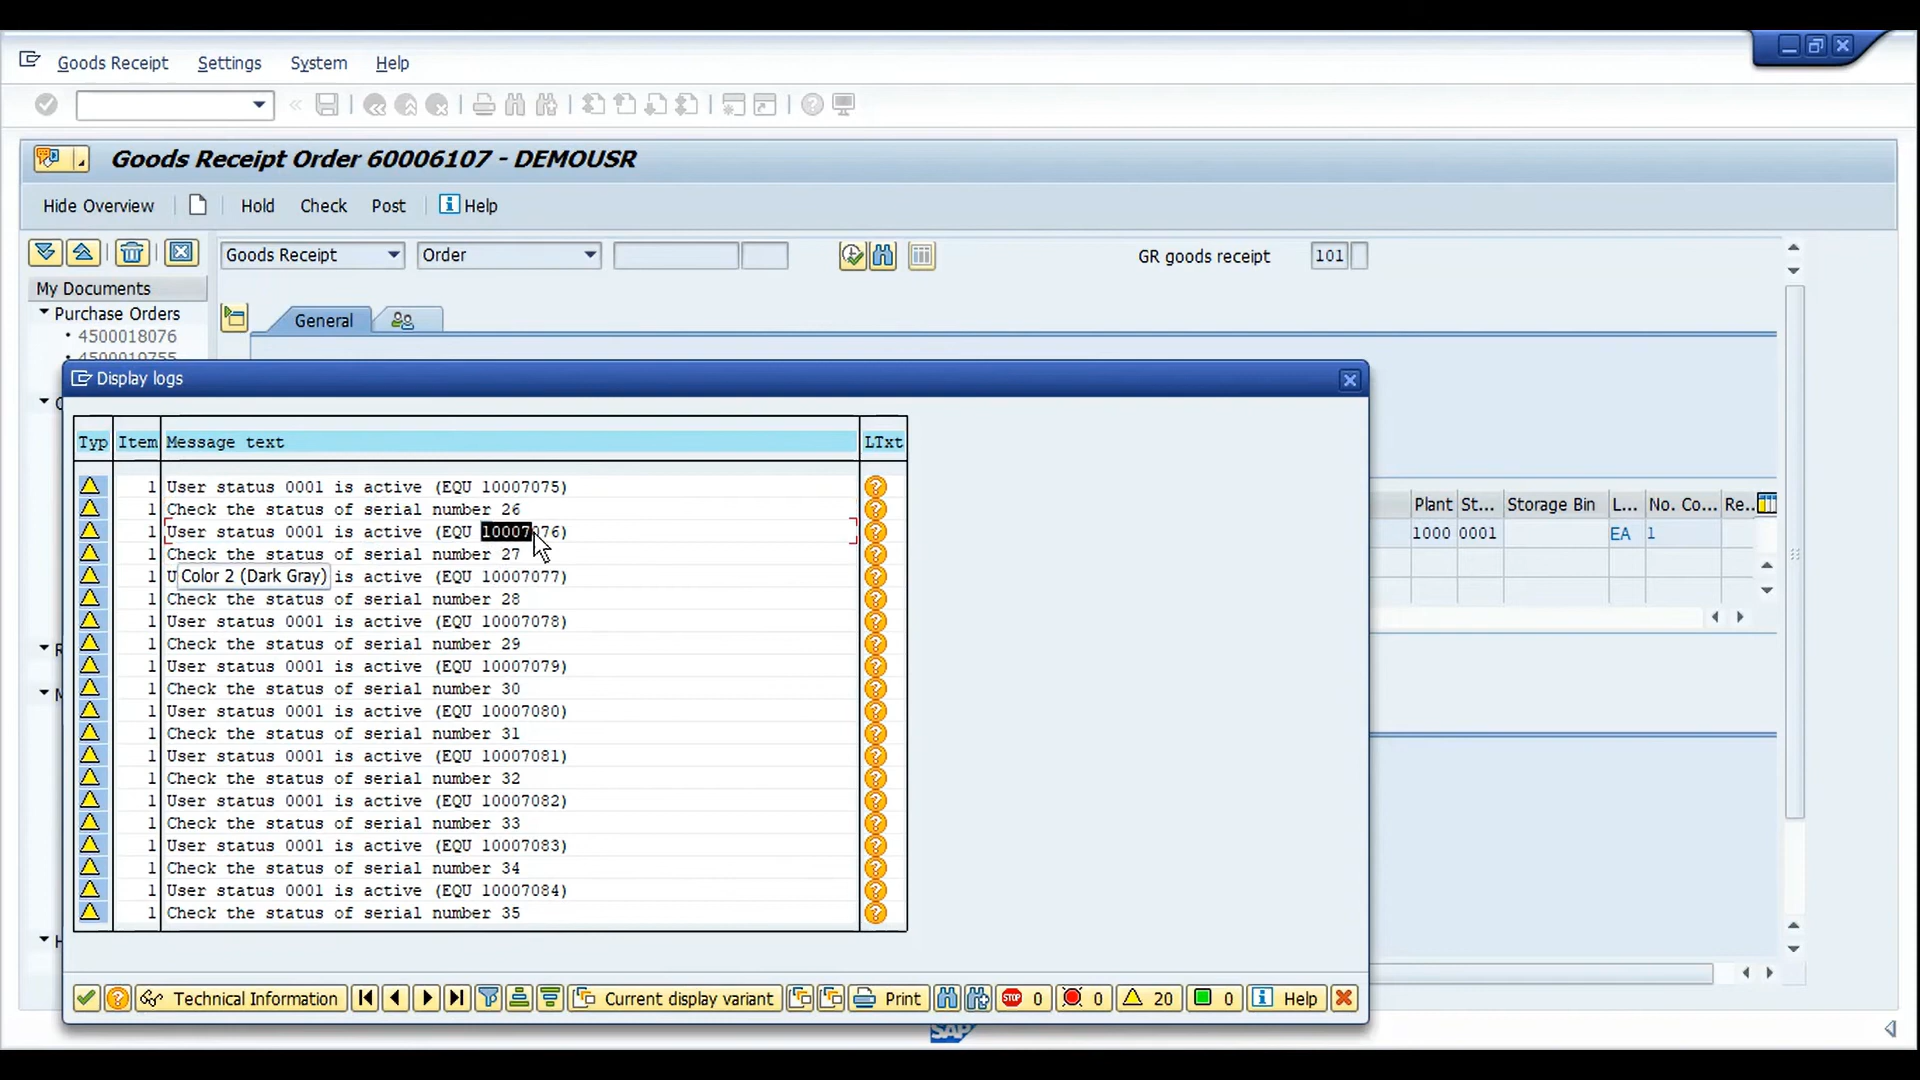 Goods Receipt Settings System Help
Goods Receipt Order 60006107 - DEMOUSR
Hide Overview Hold Check Post Help
Goods Receipt Order GR goods receipt 101
My Documents
Purchase Orders
4500018076
General
Display logs
Typ Item Message text LTxt
1 User status 0001 is active (EQU 10007075)
1 Check the status of serial number 26
1 User status 0001 is active (EQU 10007076)
1 Check the status of serial number 27
1 U Color 2 (Dark Gray) is active (EQU 10007077)
1 Check the status of serial number 28
1 User status 0001 is active (EQU 10007078)
1 Check the status of serial number 29
1 User status 0001 is active (EQU 10007079)
1 Check the status of serial number 30
1 User status 0001 is active (EQU 10007080)
1 Check the status of serial number 31
1 User status 0001 is active (EQU 10007081)
1 Check the status of serial number 32
1 User status 0001 is active (EQU 10007082)
1 Check the status of serial number 33
1 User status 0001 is active (EQU 10007083)
1 Check the status of serial number 34
1 User status 0001 is active (EQU 10007084)
1 Check the status of serial number 35
Plant St... Storage Bin L... No. Co... Re..
1000 0001 EA 1
Technical Information Current display variant Print STOP 0 0 20 0 Help
SAP